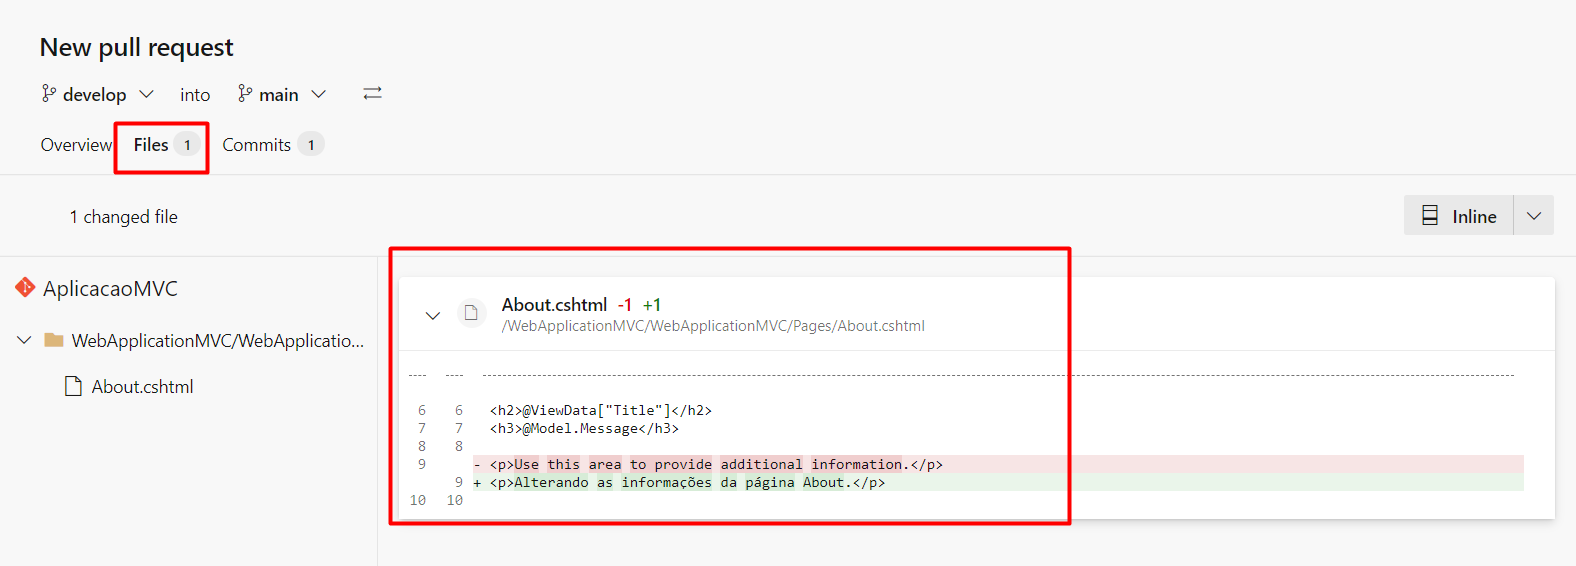 New pull request
develop into main
Overview Files 1 Commits 1
1 changed file
Inline
AplicacaoMVC
WebApplicationMVC/WebApplicatio...
About.cshtml
About.cshtml -1 +1
/WebApplicationMVC/WebApplicationMVC/Pages/About.cshtml
6 6 <h2>@ViewData["Title"]</h2>
7 7 <h3>@Model.Message</h3>
8 8
9 - <p>Use this area to provide additional information.</p>
9 + <p>Alterando as informações da página About.</p>
10 10